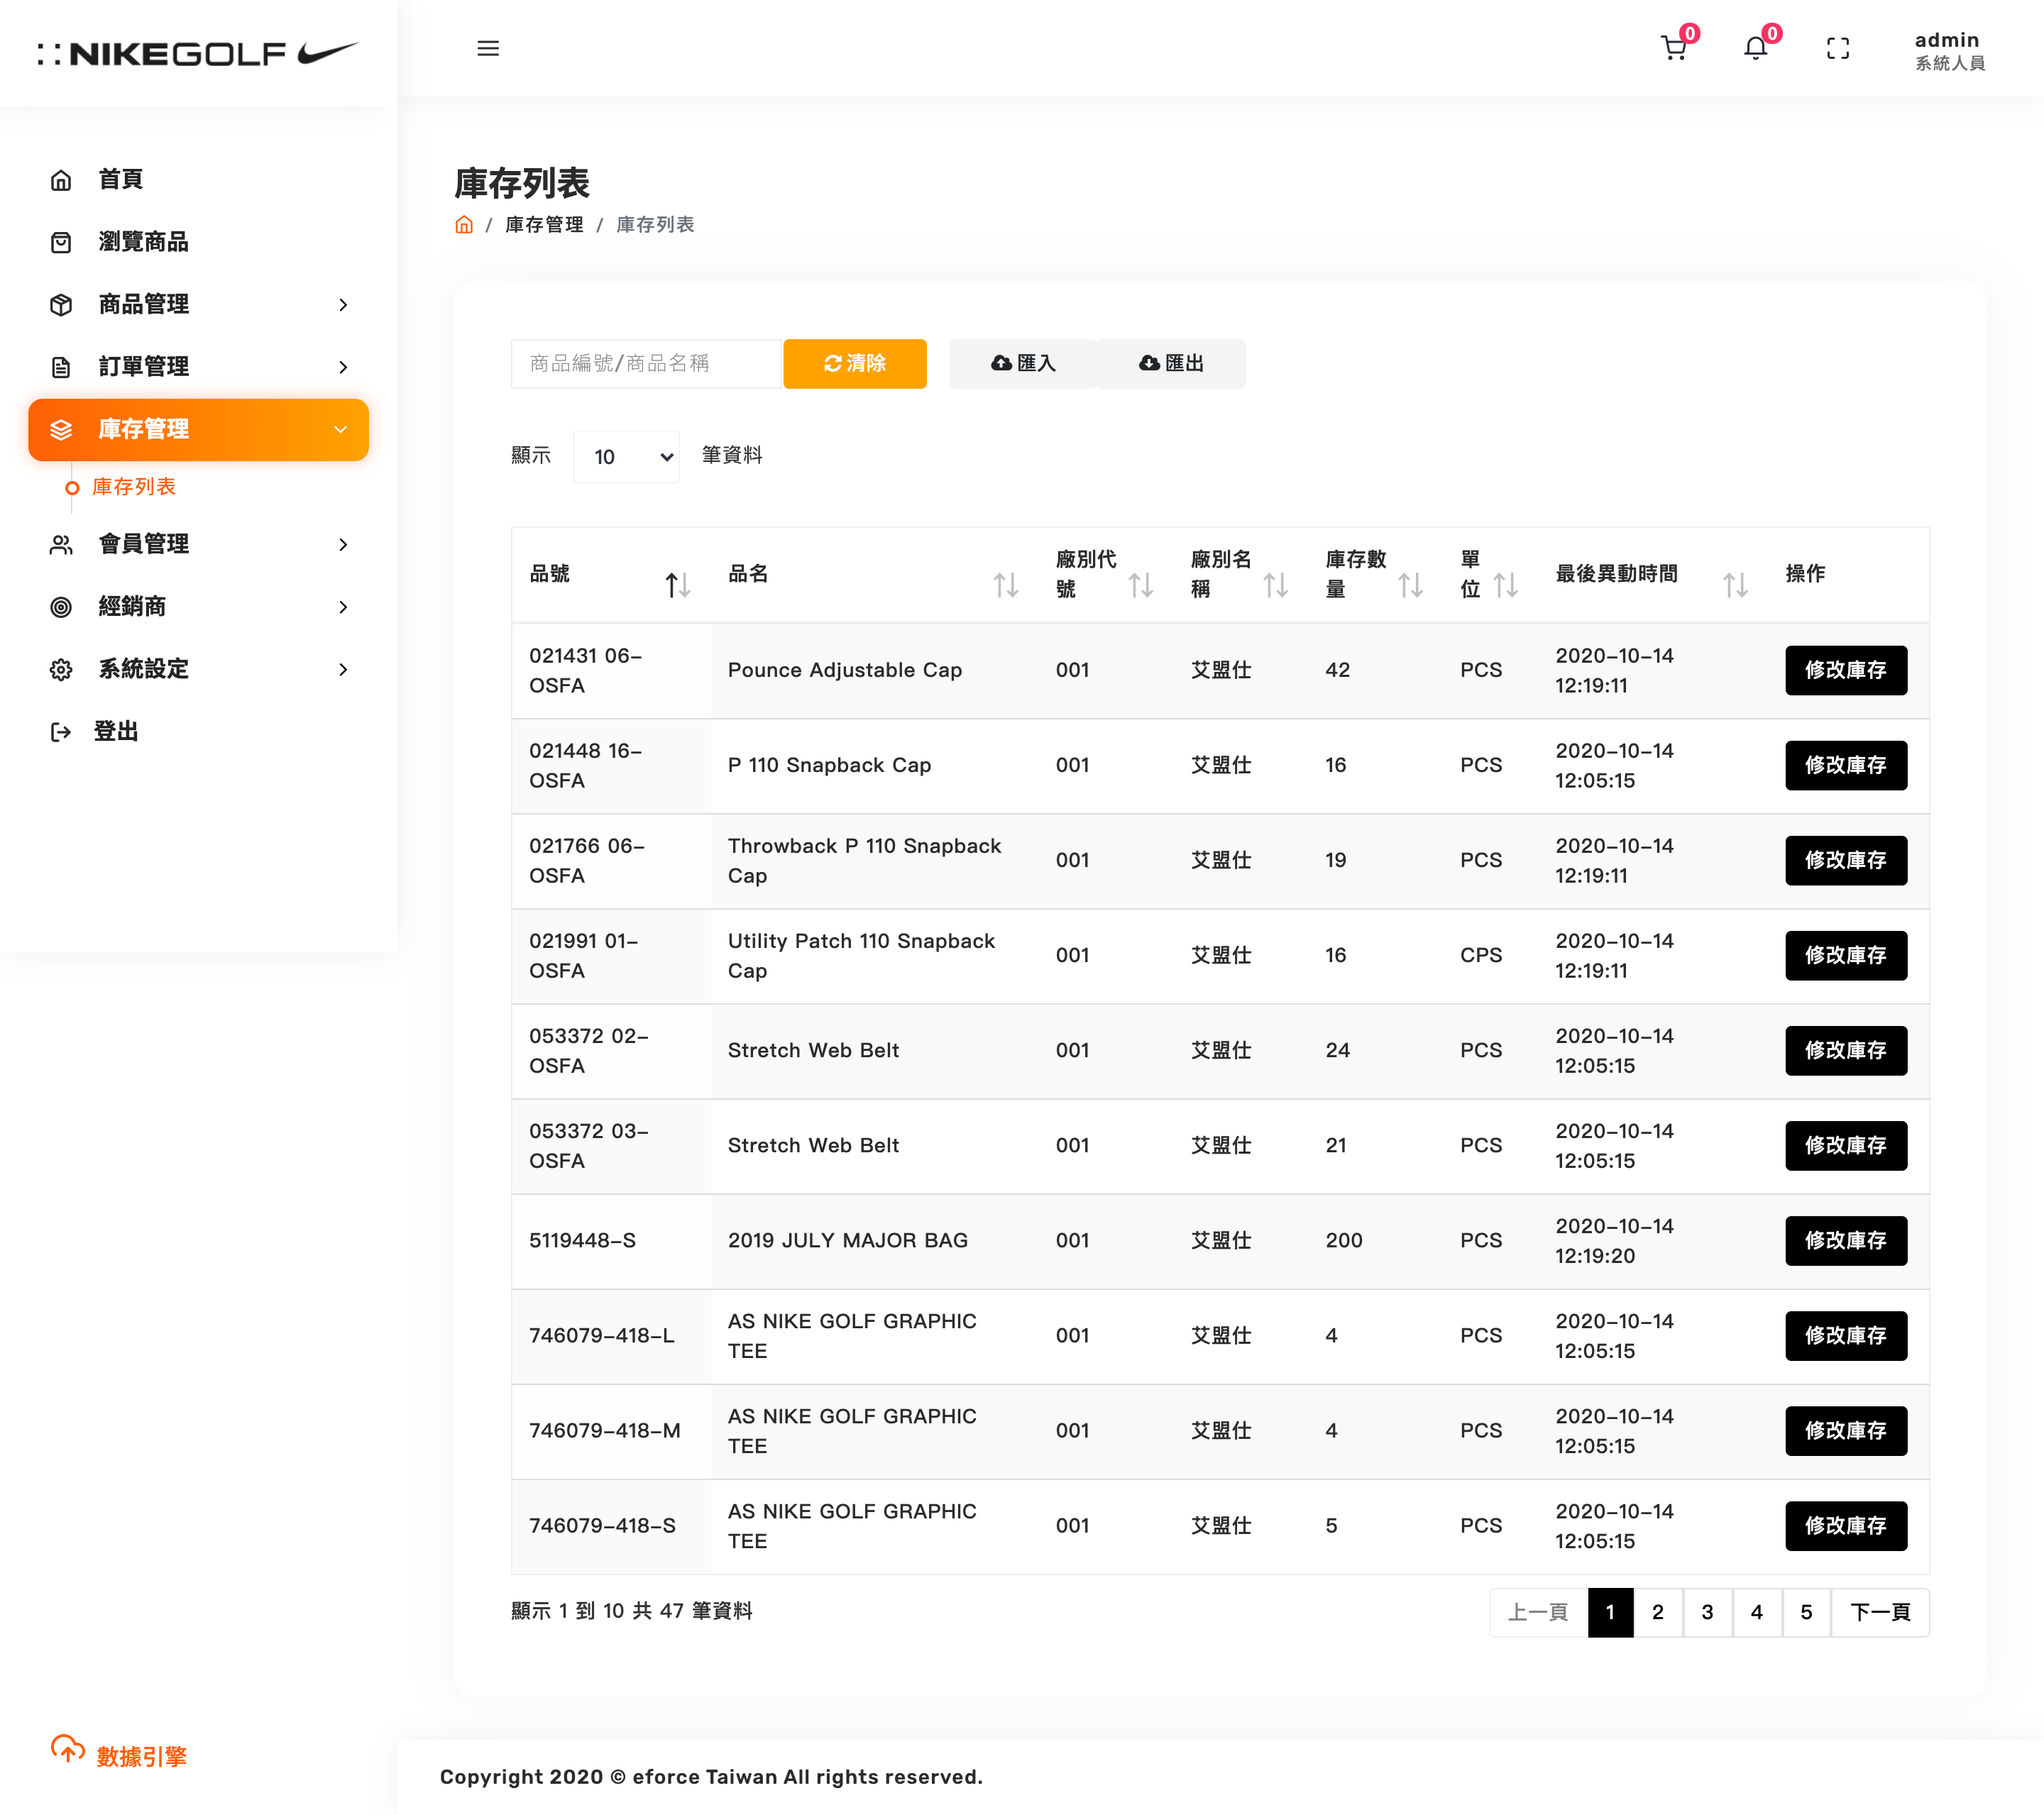 NIKEGOLF
0
0
admin
系統人員
首頁
瀏覽商品
商品管理
訂單管理
庫存管理
庫存列表
會員管理
經銷商
系統設定
登出
數據引擎
庫存列表
/ 庫存管理 / 庫存列表
商品編號/商品名稱
清除
匯入
匯出
顯示 10 筆資料
品號 品名 廠別代號 廠別名稱 庫存數量 單位 最後異動時間 操作
021431 06-OSFA Pounce Adjustable Cap 001 艾盟仕 42 PCS 2020-10-14 12:19:11 修改庫存
021448 16-OSFA P 110 Snapback Cap 001 艾盟仕 16 PCS 2020-10-14 12:05:15 修改庫存
021766 06-OSFA Throwback P 110 Snapback Cap 001 艾盟仕 19 PCS 2020-10-14 12:19:11 修改庫存
021991 01-OSFA Utility Patch 110 Snapback Cap 001 艾盟仕 16 CPS 2020-10-14 12:19:11 修改庫存
053372 02-OSFA Stretch Web Belt 001 艾盟仕 24 PCS 2020-10-14 12:05:15 修改庫存
053372 03-OSFA Stretch Web Belt 001 艾盟仕 21 PCS 2020-10-14 12:05:15 修改庫存
5119448-S 2019 JULY MAJOR BAG 001 艾盟仕 200 PCS 2020-10-14 12:19:20 修改庫存
746079-418-L AS NIKE GOLF GRAPHIC TEE 001 艾盟仕 4 PCS 2020-10-14 12:05:15 修改庫存
746079-418-M AS NIKE GOLF GRAPHIC TEE 001 艾盟仕 4 PCS 2020-10-14 12:05:15 修改庫存
746079-418-S AS NIKE GOLF GRAPHIC TEE 001 艾盟仕 5 PCS 2020-10-14 12:05:15 修改庫存
顯示 1 到 10 共 47 筆資料
上一頁 1 2 3 4 5 下一頁
Copyright 2020 © eforce Taiwan All rights reserved.